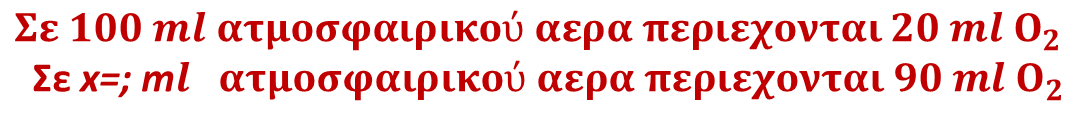 Σε 100 ml ατμοσφαιρικού αερα περιεχονται 20 ml O₂
Σε x=; ml ατμοσφαιρικού αερα περιεχονται 90 ml O₂